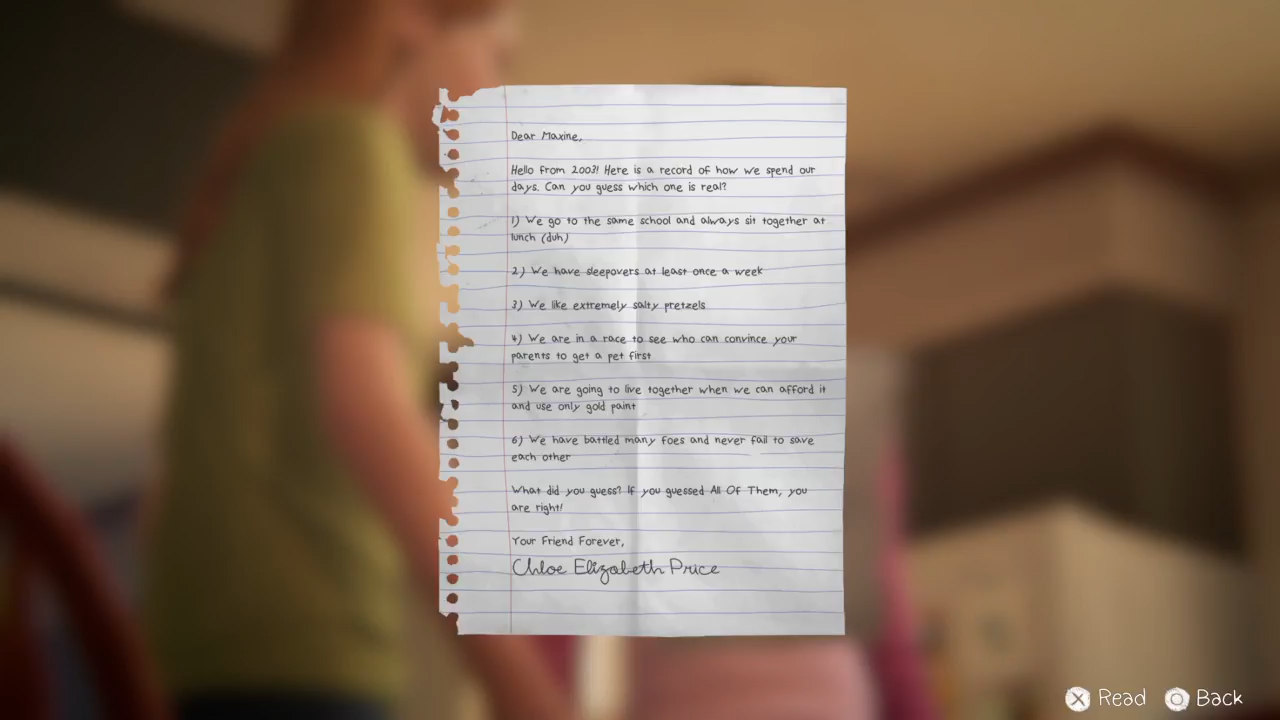 Dear Maxine,
Hello from 2003! Here is a record of how we spend our
days. Can you guess which one is real?
1) We go to the same school and always sit together at
lunch (duh)
2) We have sleepovers at least once a week
3) We like extremely salty pretzels
4) We are in a race to see who can convince your
parents to get a pet first
5) We are going to live together when we can afford it
and use only gold paint
6) We have battled many foes and never fail to save
each other
What did you guess? If you guessed All Of Them, you
are right!
Your Friend Forever,
Chloe Elizabeth Price
Read
Back